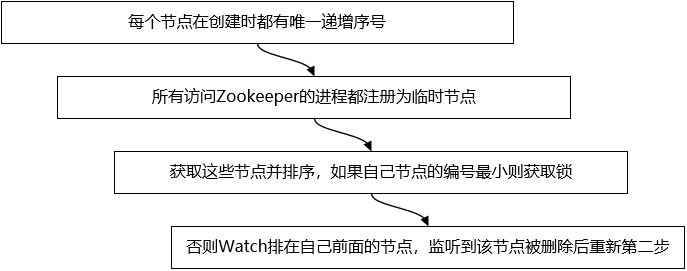 每个节点在创建时都有唯一递增序号
所有访问Zookeeper的进程都注册为临时节点
获取这些节点并排序，如果自己节点的编号最小则获取锁
否则Watch排在自己前面的节点，监听到该节点被删除后重新第二步